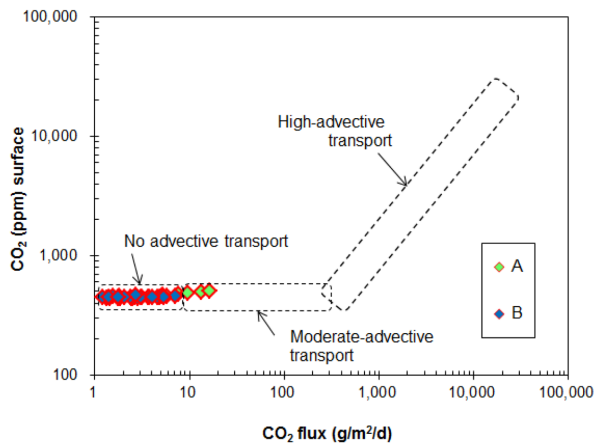 100,000
10,000
1,000
100
CO₂ (ppm) surface
High-advective
transport
No advective transport
Moderate-advective
transport
A
B
1
10
100
1,000
10,000
100,000
CO₂ flux (g/m²/d)